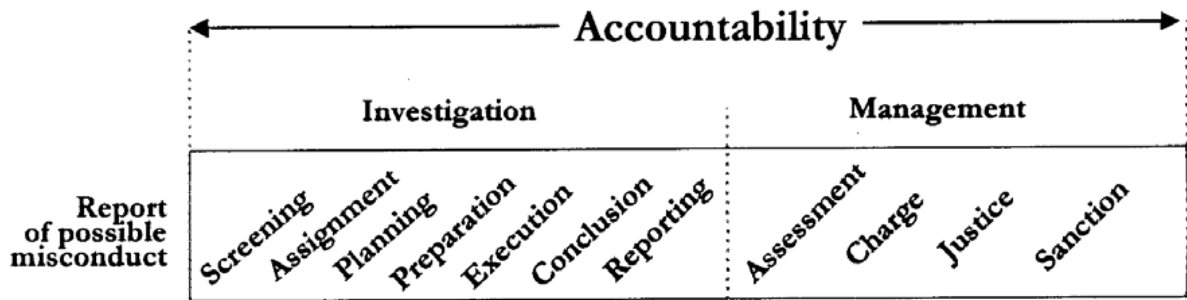 Accountability
Investigation
Management
Report
of possible
misconduct
Screening
Assignment
Planning
Preparation
Execution
Conclusion
Reporting
Assessment
Charge
Justice
Sanction